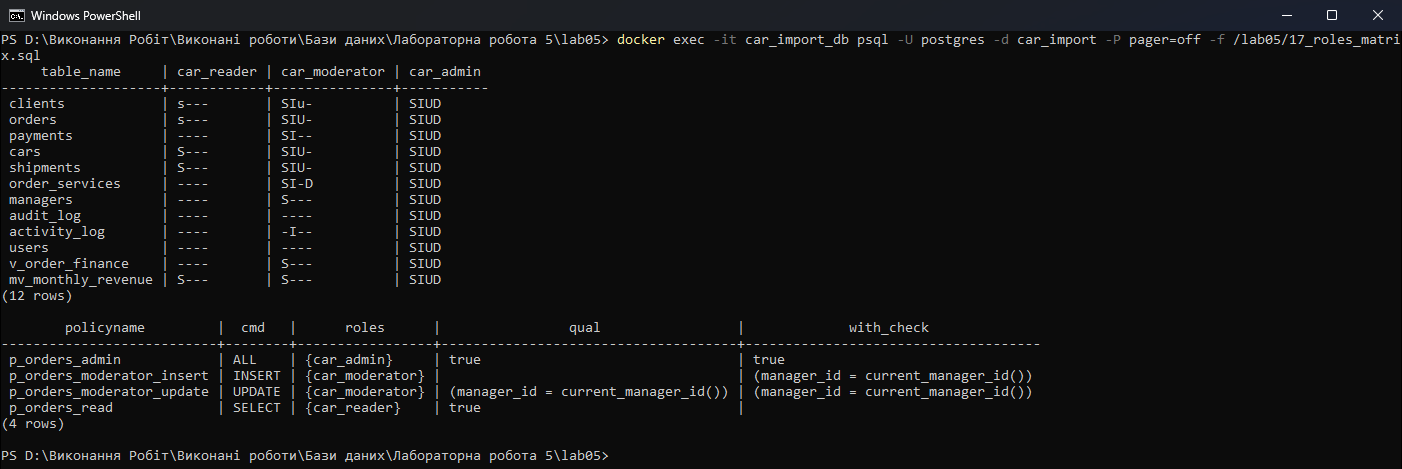 Windows PowerShell
PS D:\Виконання Робіт\Виконані роботи\Бази даних\Лабораторна робота 5\lab05> docker exec -it car_import_db psql -U postgres -d car_import -P pager=off -f /lab05/17_roles_matri
x.sql
     table_name      | car_reader | car_moderator | car_admin
---------------------+------------+---------------+-----------
 clients             | s---       | SIu-          | SIUD
 orders              | s---       | SIU-          | SIUD
 payments            | ----       | SI--          | SIUD
 cars                | S---       | SIU-          | SIUD
 shipments           | S---       | SIU-          | SIUD
 order_services      | ----       | SI-D          | SIUD
 managers            | ----       | S---          | SIUD
 audit_log           | ----       | ----          | SIUD
 activity_log        | ----       | -I--          | SIUD
 users               | ----       | ----          | SIUD
 v_order_finance     | ----       | S---          | SIUD
 mv_monthly_revenue | S---       | S---          | SIUD
(12 rows)
        policyname         |  cmd   |      roles      |                qual                 |             with_check
---------------------------+--------+-----------------+-------------------------------------+-------------------------------------
 p_orders_admin            | ALL    | {car_admin}     | true                                | true
 p_orders_moderator_insert | INSERT | {car_moderator} |                                     | (manager_id = current_manager_id())
 p_orders_moderator_update | UPDATE | {car_moderator} | (manager_id = current_manager_id()) | (manager_id = current_manager_id())
 p_orders_read             | SELECT | {car_reader}    | true                                |
(4 rows)
PS D:\Виконання Робіт\Виконані роботи\Бази даних\Лабораторна робота 5\lab05>